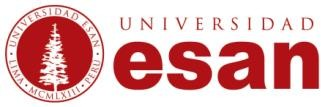 UNIVERSIDAD ESAN
LIMA - MCMLXIII - PERU
UNIVERSIDAD
esan